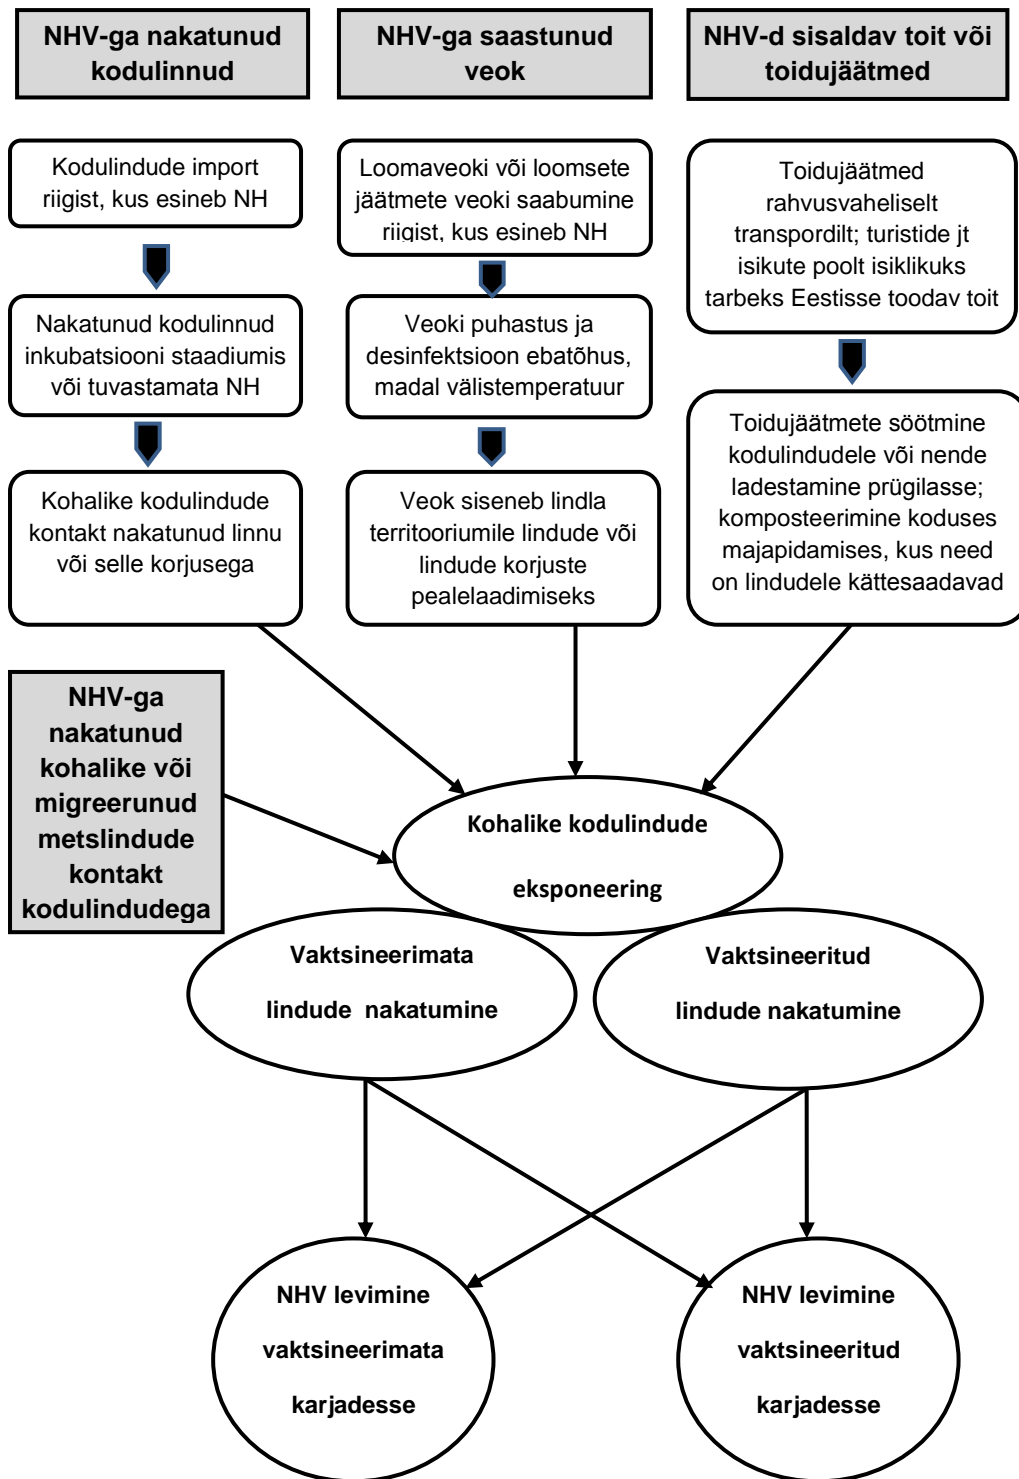 NHV-ga nakatunud
kodulinnud
NHV-ga saastunud
veok
NHV-d sisaldav toit või
toidujäätmed
Kodulindude import
riigist, kus esineb NH
Loomaveoki või loomsete
jäätmete veoki saabumine
riigist, kus esineb NH
Toidujäätmed
rahvusvaheliselt
transpordilt; turistide jt
isikute poolt isiklikuks
tarbeks Eestisse toodav toit
Nakatunud kodulinnud
inkubatsiooni staadiumis
või tuvastamata NH
Veoki puhastus ja
desinfektsioon ebatõhus,
madal välistemperatuur
Toidujäätmete söötmine
kodulindudele või nende
ladestamine prügilasse;
komposteerimine koduses
majapidamises, kus need
on lindudele kättesaadavad
Kohalike kodulindude
kontakt nakatunud linnu
või selle korjusega
Veok siseneb lindla
territooriumile lindude või
lindude korjuste
pealelaadimiseks
NHV-ga
nakatunud
kohalike või
migreerunud
metslindude
kontakt
kodulindudega
Kohalike kodulindude
eksponeering
Vaktsineerimata
lindude nakatumine
Vaktsineeritud
lindude nakatumine
NHV levimine
vaktsineerimata
karjadesse
NHV levimine
vaktsineeritud
karjadesse